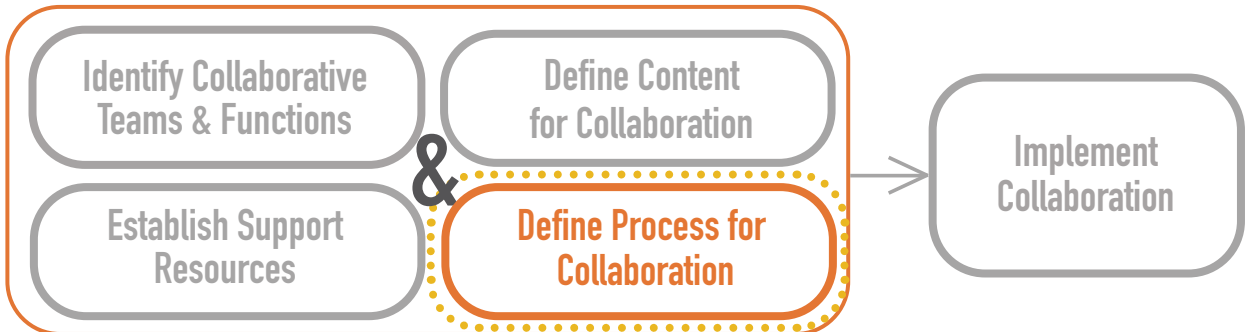 Identify Collaborative
Teams & Functions
Define Content
for Collaboration
&
Establish Support
Resources
Define Process for
Collaboration
Implement
Collaboration